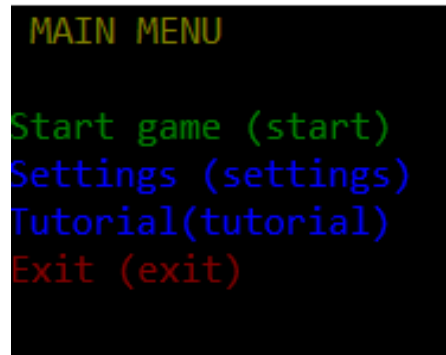 MAIN MENU
Start game (start)
Settings (settings)
Tutorial(tutorial)
Exit (exit)